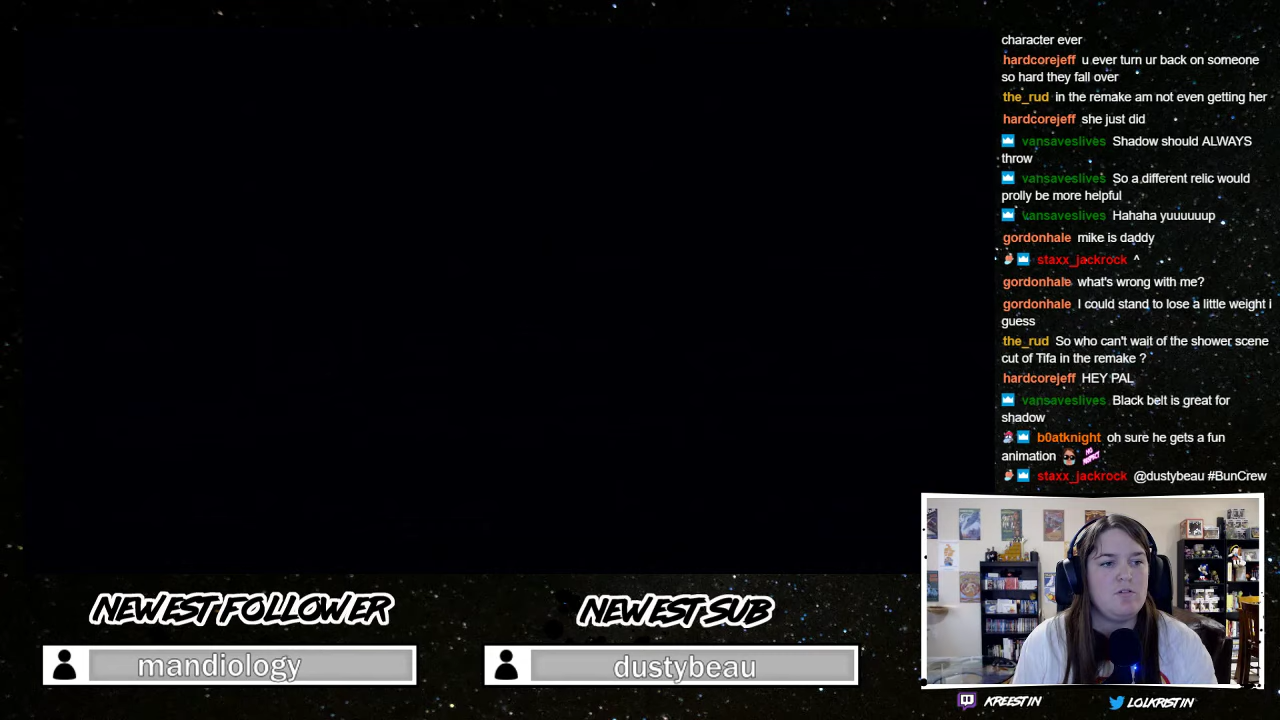 character ever
hardcorejeff u ever turn ur back on someone
so hard they fall over
the_rud in the remake am not even getting her
hardcorejeff she just did
vansaveslives Shadow should ALWAYS
throw
vansaveslives So a different relic would
prolly be more helpful
vansaveslives Hahaha yuuuuuup
gordonhale mike is daddy
staxx_jackrock ^
gordonhale what's wrong with me?
gordonhale I could stand to lose a little weight i
guess
the_rud So who can't wait of the shower scene
cut of Tifa in the remake ?
hardcorejeff HEY PAL
vansaveslives Black belt is great for
shadow
b0atknight oh sure he gets a fun
animation
staxx_jackrock @dustybeau #BunCrew
NEWEST FOLLOWER
mandiology
NEWEST SUB
dustybeau
KREESTIN
LOLKRISTIN